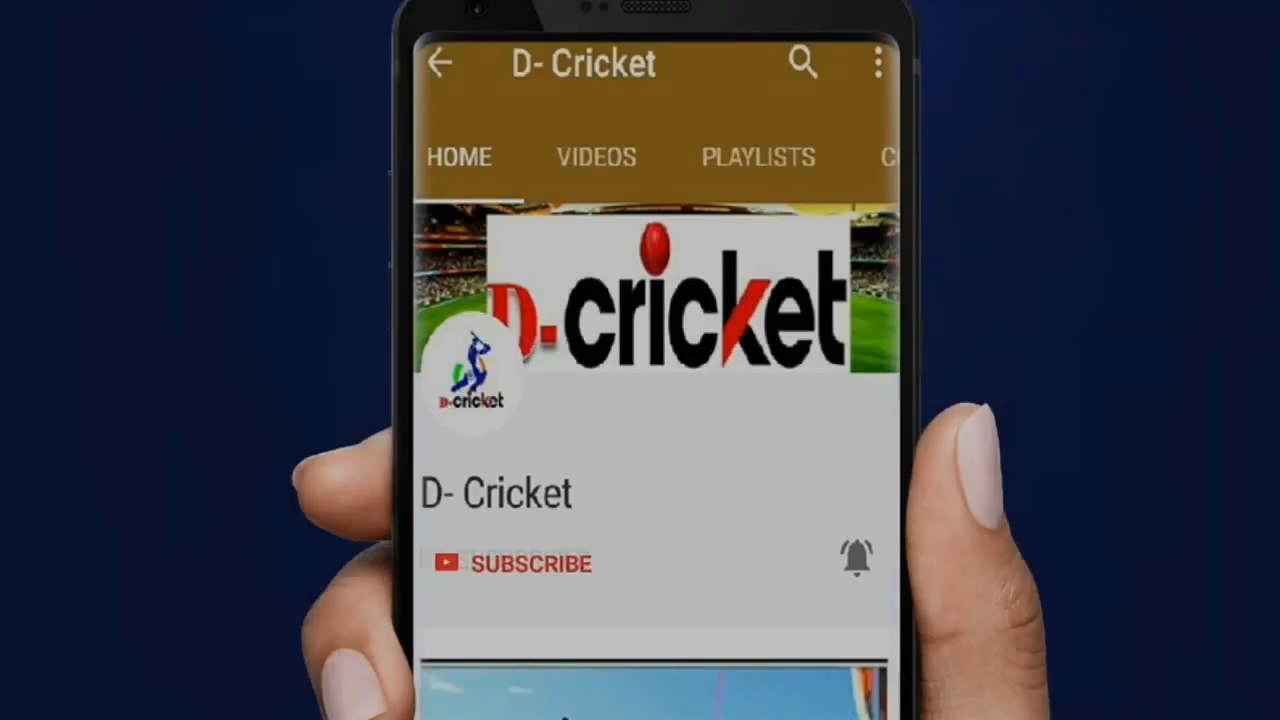 D- Cricket
HOME VIDEOS PLAYLISTS
D-cricket
D-cricket
D- Cricket
SUBSCRIBE